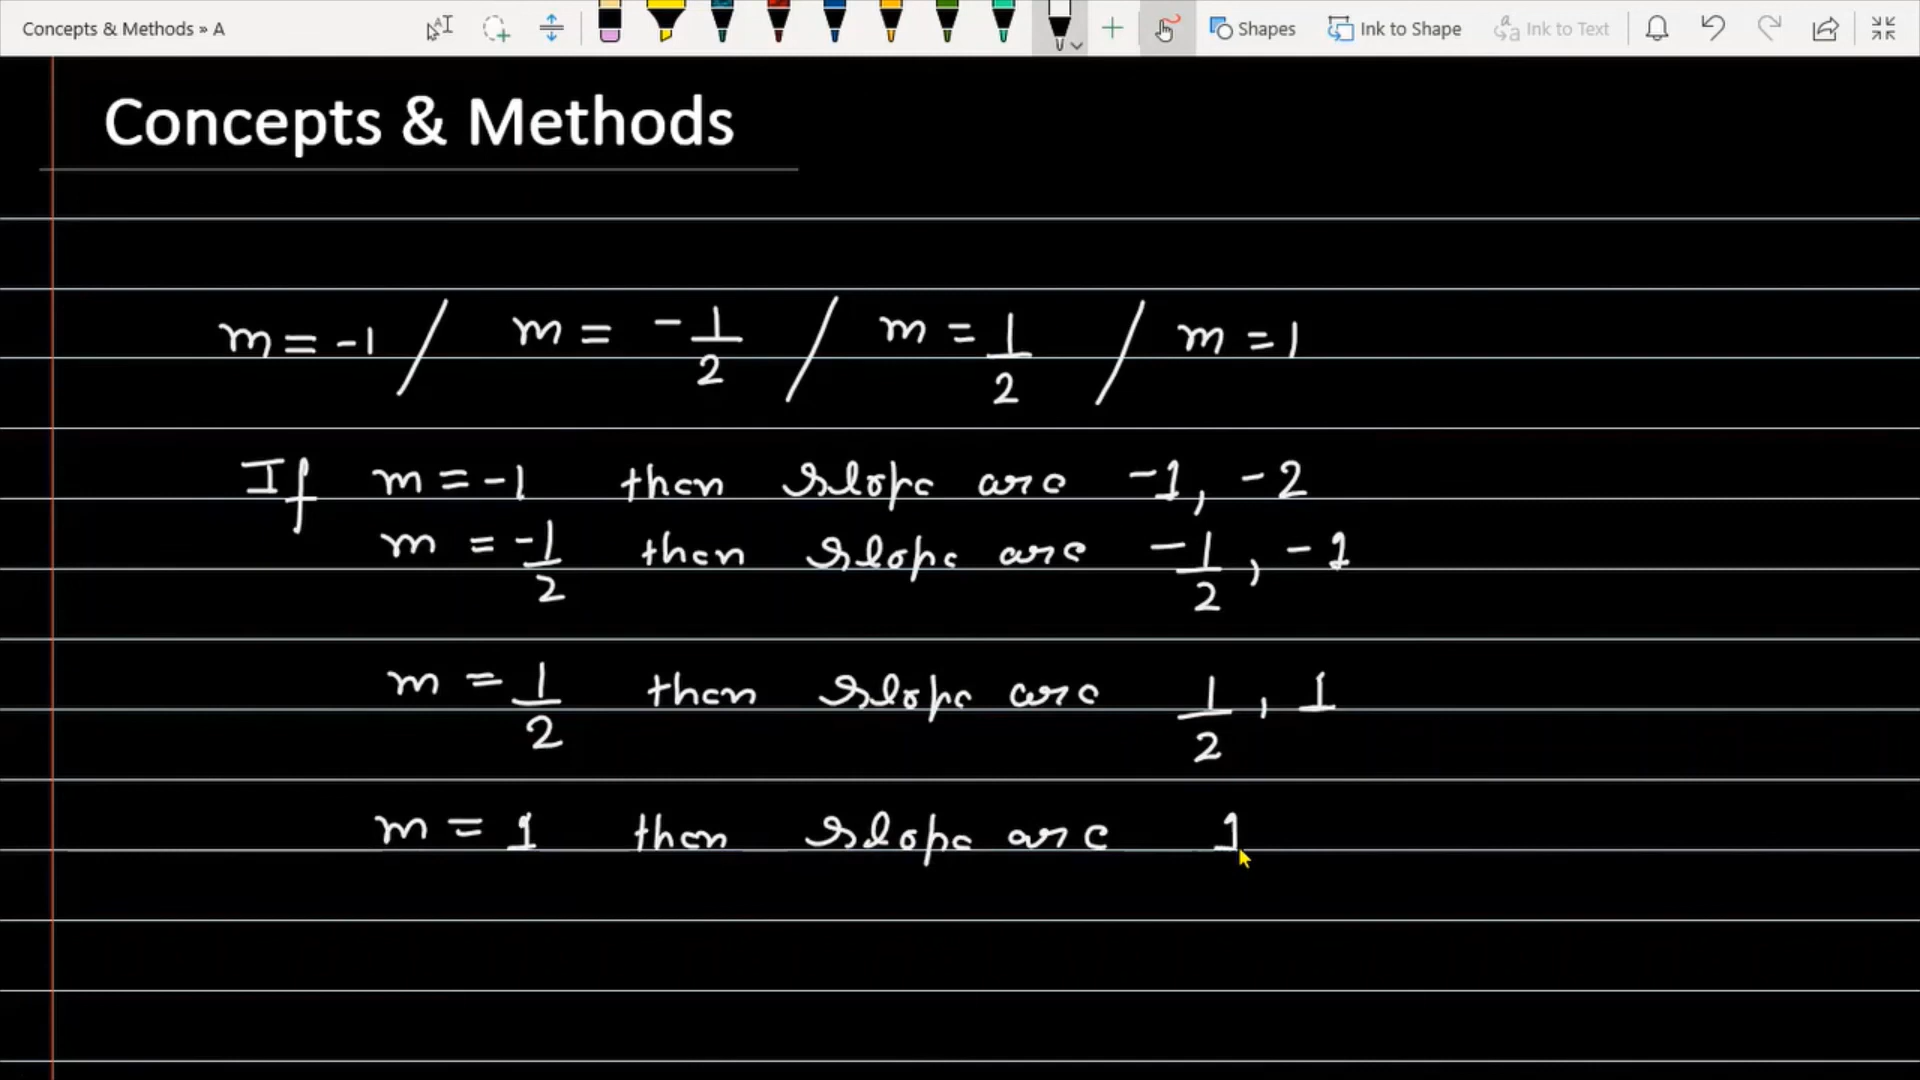 Concepts & Methods » A
Shapes
Ink to Shape
Ink to Text
Concepts & Methods
m = -1 / m = -1/2 / m = 1/2 / m = 1
If m = -1 then slope are -1, -2
m = -1/2 then slope are -1/2, -1
m = 1/2 then slope are 1/2, 1
m = 1 then slope are 1